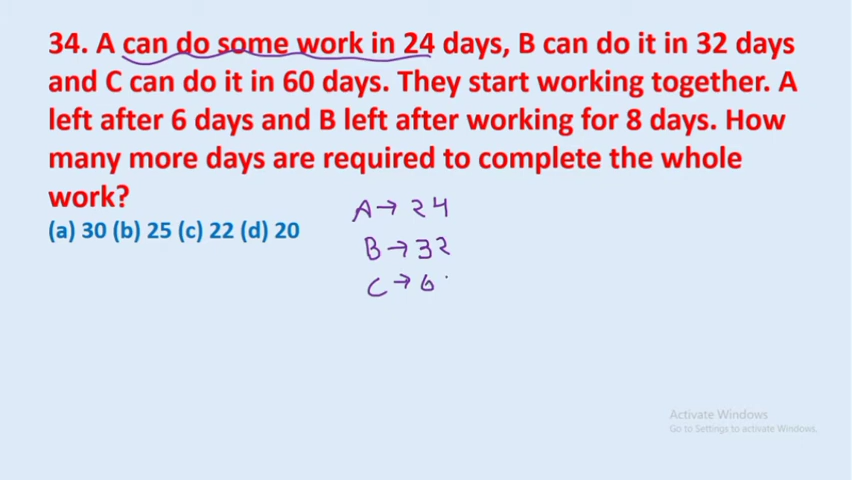 34. A can do some work in 24 days, B can do it in 32 days
and C can do it in 60 days. They start working together. A
left after 6 days and B left after working for 8 days. How
many more days are required to complete the whole
work?
(a) 30 (b) 25 (c) 22 (d) 20
A → 24
B → 32
C → 6
Activate Windows
Go to Settings to activate Windows.